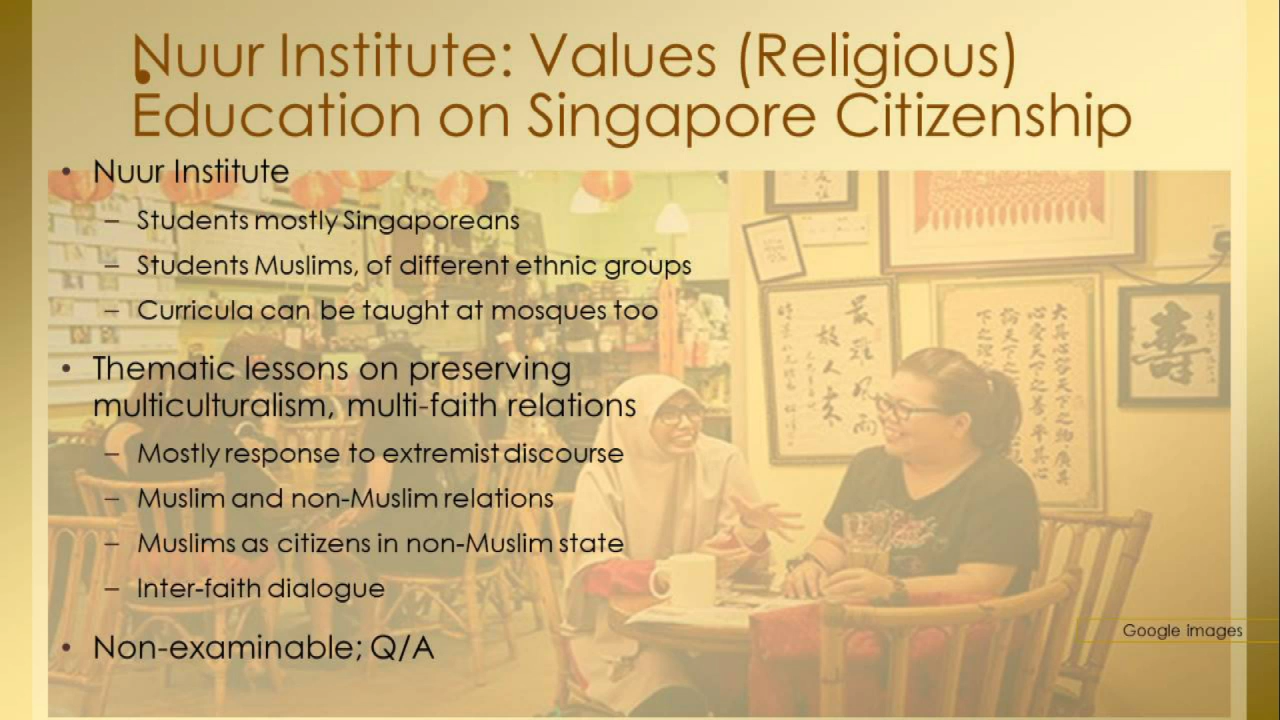 Nuur Institute: Values (Religious)
Education on Singapore Citizenship
• Nuur Institute
– Students mostly Singaporeans
– Students Muslims, of different ethnic groups
– Curricula can be taught at mosques too
• Thematic lessons on preserving
multiculturalism, multi-faith relations
– Mostly response to extremist discourse
– Muslim and non-Muslim relations
– Muslims as citizens in non-Muslim state
– Inter-faith dialogue
• Non-examinable; Q/A
Google images
壽